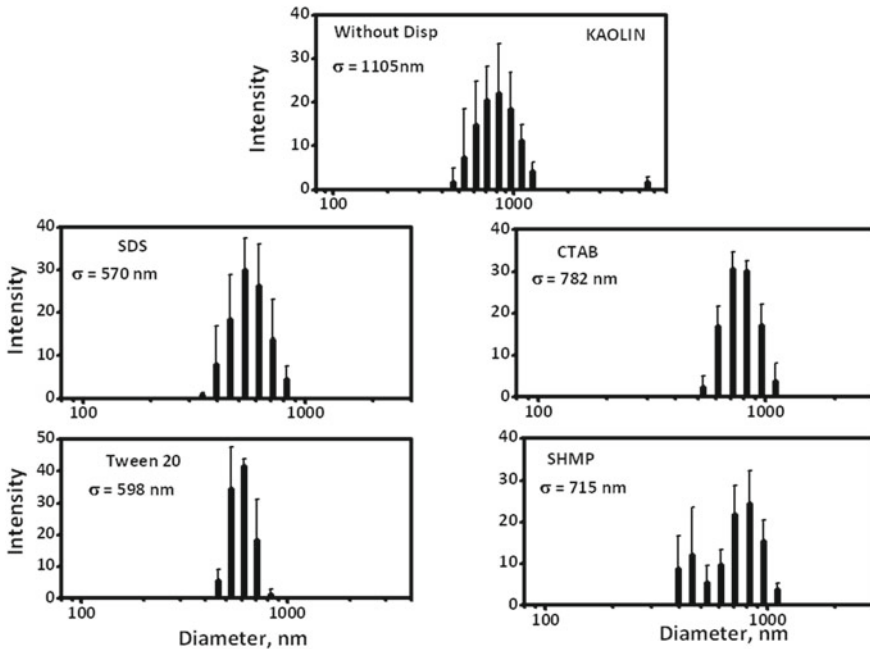 40
30
20
10
0
Intensity
Without Disp
KAOLIN
σ = 1105nm
100
1000
40
30
20
10
0
Intensity
SDS
σ = 570 nm
100
1000
40
30
20
10
0
CTAB
σ = 782 nm
100
1000
50
40
30
20
10
0
Intensity
Tween 20
σ = 598 nm
100
1000
Diameter, nm
40
30
20
10
0
SHMP
σ = 715 nm
100
1000
Diameter, nm